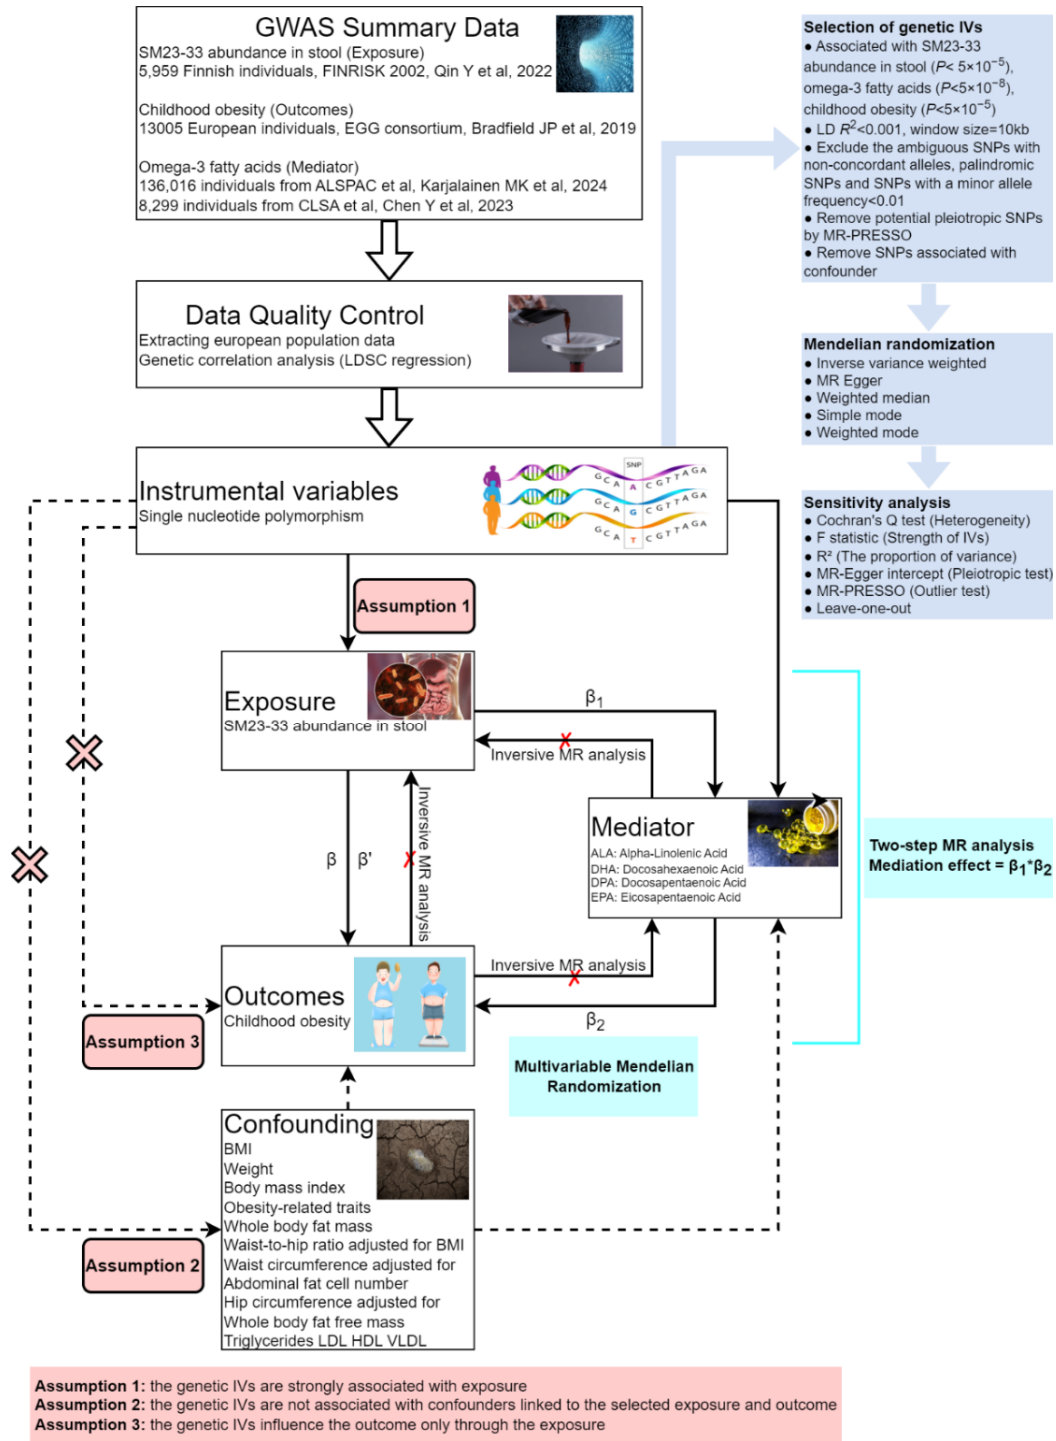 GWAS Summary Data
SM23-33 abundance in stool (Exposure)
5,959 Finnish individuals, FINRISK 2002, Qin Y et al, 2022
Childhood obesity (Outcomes)
13005 European individuals, EGG consortium, Bradfield JP et al, 2019
Omega-3 fatty acids (Mediator)
136,016 individuals from ALSPAC et al, Karjalainen MK et al, 2024
8,299 individuals from CLSA et al, Chen Y et al, 2023
Data Quality Control
Extracting european population data
Genetic correlation analysis (LDSC regression)
Instrumental variables
Single nucleotide polymorphism
SNP
GCA A CGTTAGA
GCA G CGTTAGA
GCA T CGTTAGA
Selection of genetic IVs
● Associated with SM23-33
abundance in stool (P< 5×10⁻⁵),
omega-3 fatty acids (P<5×10⁻⁸),
childhood obesity (P<5×10⁻⁵)
● LD R²<0.001, window size=10kb
● Exclude the ambiguous SNPs with
non-concordant alleles, palindromic
SNPs and SNPs with a minor allele
frequency<0.01
● Remove potential pleiotropic SNPs
by MR-PRESSO
● Remove SNPs associated with
confounder
Mendelian randomization
● Inverse variance weighted
● MR Egger
● Weighted median
● Simple mode
● Weighted mode
Sensitivity analysis
● Cochran's Q test (Heterogeneity)
● F statistic (Strength of IVs)
● R² (The proportion of variance)
● MR-Egger intercept (Pleiotropic test)
● MR-PRESSO (Outlier test)
● Leave-one-out
Assumption 1
Exposure
SM23-33 abundance in stool
β₁
Inversive MR analysis
β
β'
Inversive MR analysis
Mediator
ALA: Alpha-Linolenic Acid
DHA: Docosahexaenoic Acid
DPA: Docosapentaenoic Acid
EPA: Eicosapentaenoic Acid
Two-step MR analysis
Mediation effect = β₁*β₂
Inversive MR analysis
Outcomes
Childhood obesity
β₂
Assumption 3
Multivariable Mendelian
Randomization
Confounding
BMI
Weight
Body mass index
Obesity-related traits
Whole body fat mass
Waist-to-hip ratio adjusted for BMI
Waist circumference adjusted for
Abdominal fat cell number
Hip circumference adjusted for
Whole body fat free mass
Triglycerides LDL HDL VLDL
Assumption 2
Assumption 1: the genetic IVs are strongly associated with exposure
Assumption 2: the genetic IVs are not associated with confounders linked to the selected exposure and outcome
Assumption 3: the genetic IVs influence the outcome only through the exposure